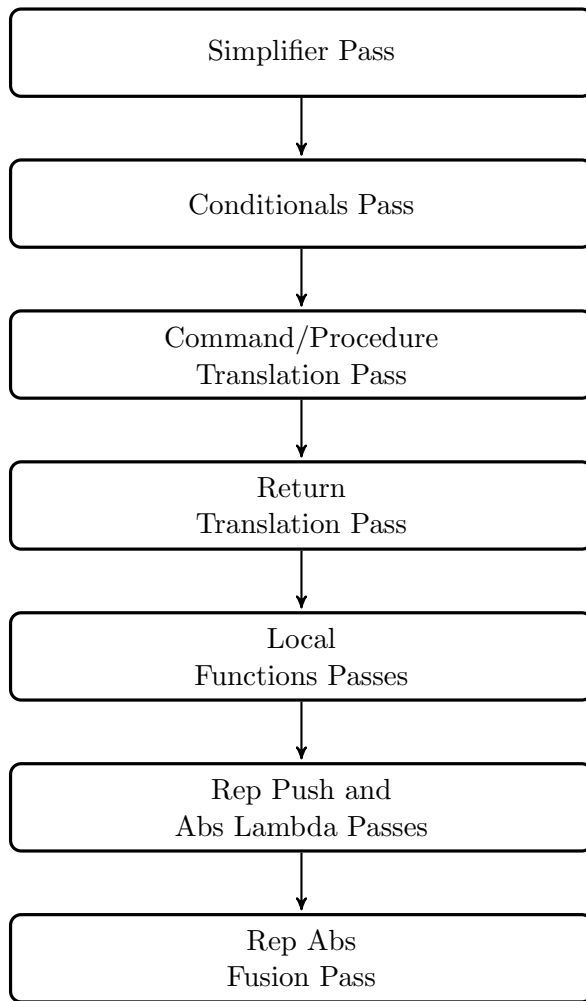 Simplifier Pass
Conditionals Pass
Command/Procedure
Translation Pass
Return
Translation Pass
Local
Functions Passes
Rep Push and
Abs Lambda Passes
Rep Abs
Fusion Pass